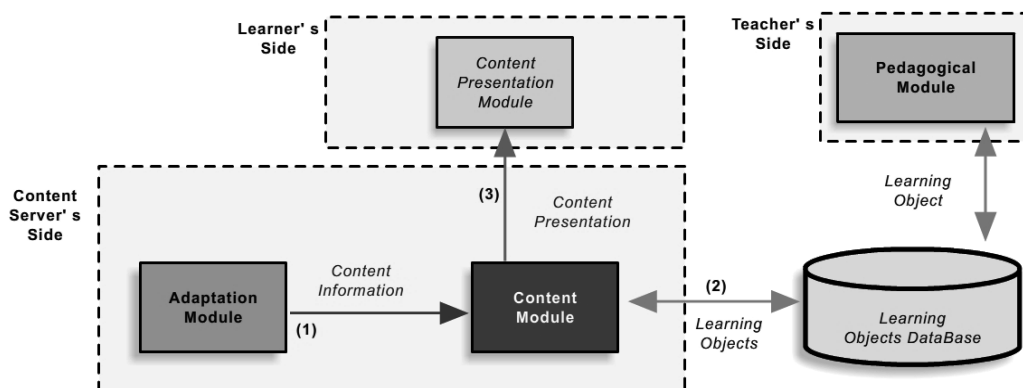 Learner' s
Side
Content
Presentation
Module
Teacher's
Side
Pedagogical
Module
Content
Server' s
Side
(3)
Content
Presentation
Learning
Object
Adaptation
Module
(1)
Content
Information
Content
Module
(2)
Learning
Objects
Learning
Objects DataBase